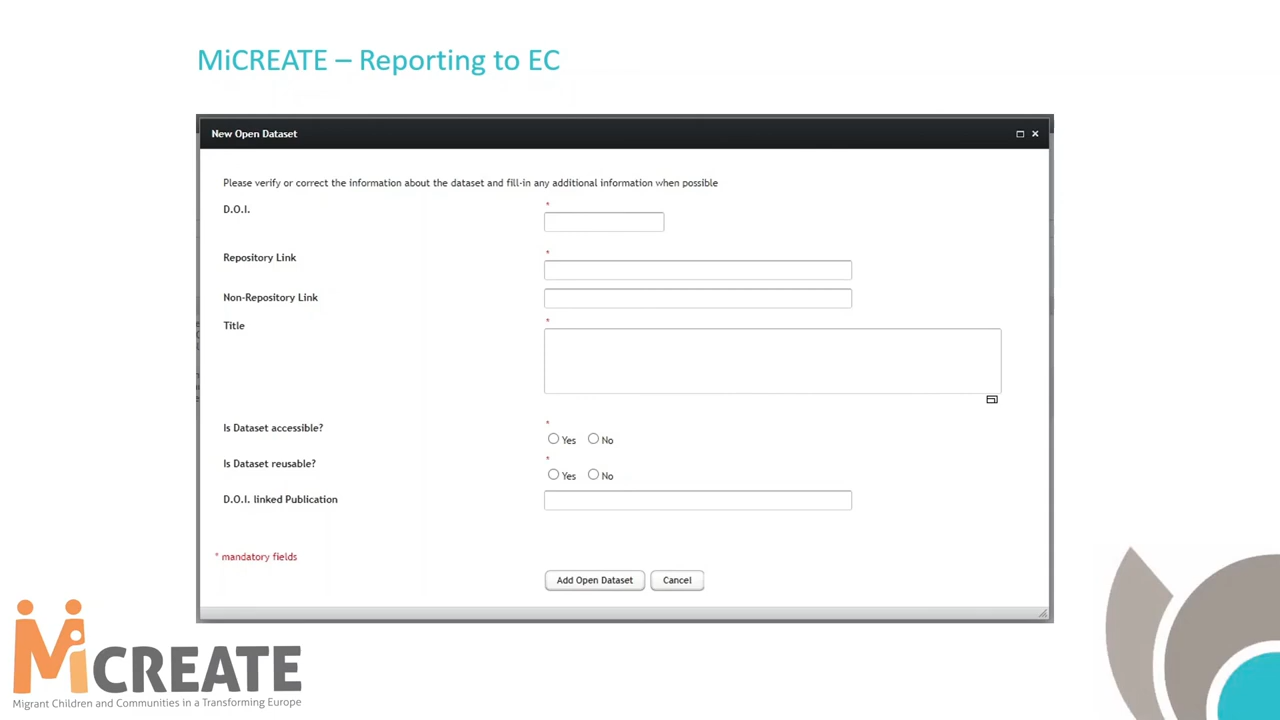 MiCREATE – Reporting to EC
New Open Dataset
Please verify or correct the information about the dataset and fill-in any additional information when possible
D.O.I. *
Repository Link *
Non-Repository Link
Title *
Is Dataset accessible? *
Yes No
Is Dataset reusable? *
Yes No
D.O.I. linked Publication
* mandatory fields
Add Open Dataset Cancel
MiCREATE
Migrant Children and Communities in a Transforming Europe